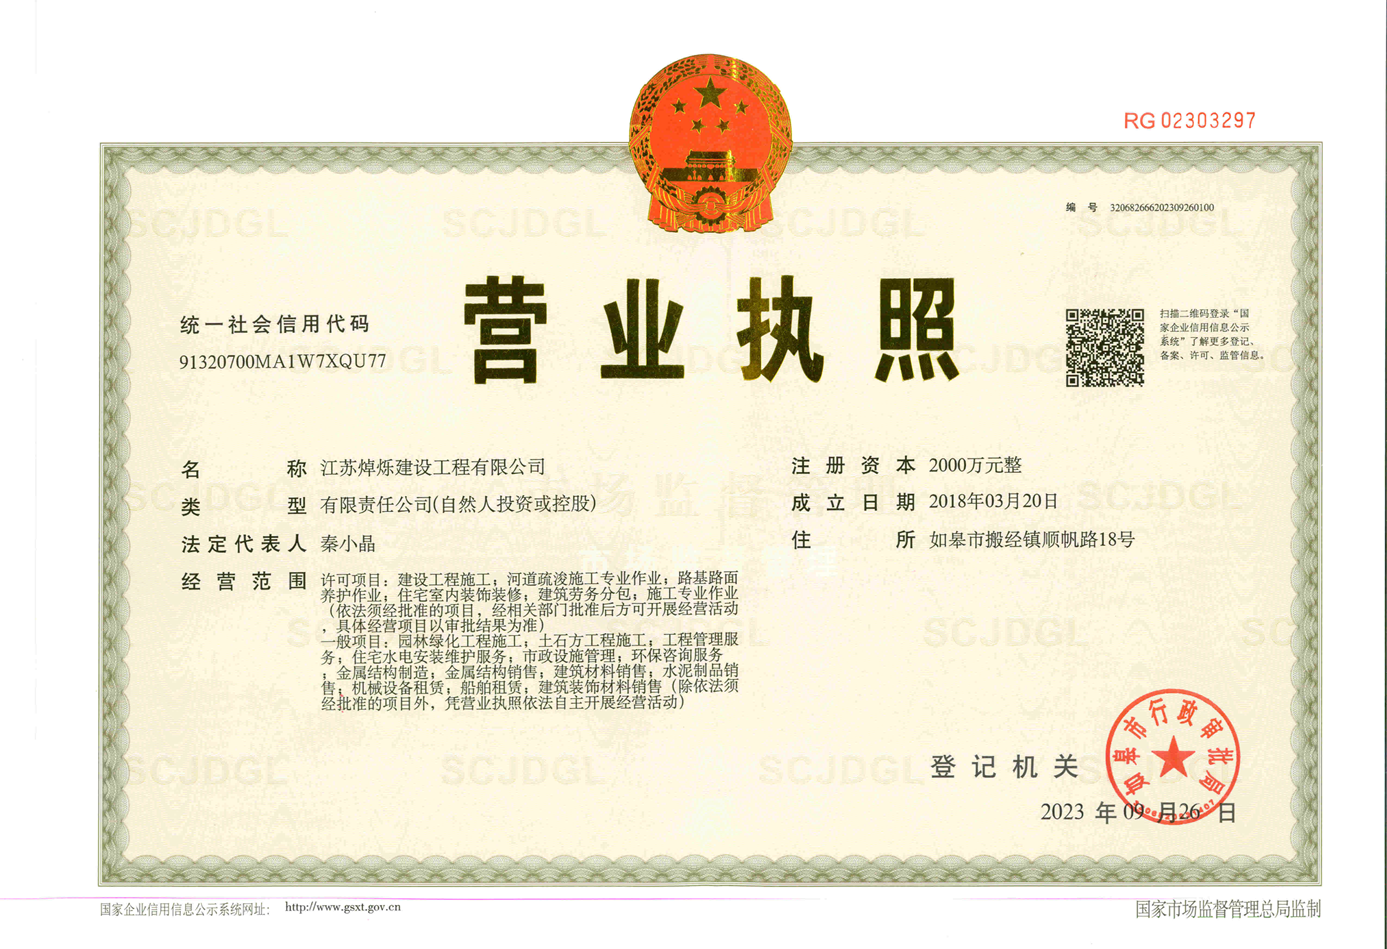 RG 02303297
编 号 320682666202309260100
营业执照
统一社会信用代码
91320700MA1W7XQU77
扫描二维码登录“国
家企业信用信息公示
系统”了解更多登记、
备案、许可、监管信息。
名 称 江苏焯烁建设工程有限公司
类 型 有限责任公司(自然人投资或控股)
法定代表人 秦小晶
经营范围 许可项目：建设工程施工；河道疏浚施工专业作业；路基路面
养护作业；住宅室内装饰装修；建筑劳务分包；施工专业作业
（依法须经批准的项目，经相关部门批准后方可开展经营活动
，具体经营项目以审批结果为准）
一般项目：园林绿化工程施工；土石方工程施工；工程管理服
务；住宅水电安装维护服务；市政设施管理；环保咨询服务
；金属结构制造；金属结构销售；建筑材料销售；水泥制品销
售；机械设备租赁；船舶租赁；建筑装饰材料销售（除依法须
经批准的项目外，凭营业执照依法自主开展经营活动）
注册资本 2000万元整
成立日期 2018年03月20日
住 所 如皋市搬经镇顺帆路18号
登记机关
如皋市行政审批局
2023 年 09 月 26 日
国家企业信用信息公示系统网址： http://www.gsxt.gov.cn
国家市场监督管理总局监制
SCJDGL